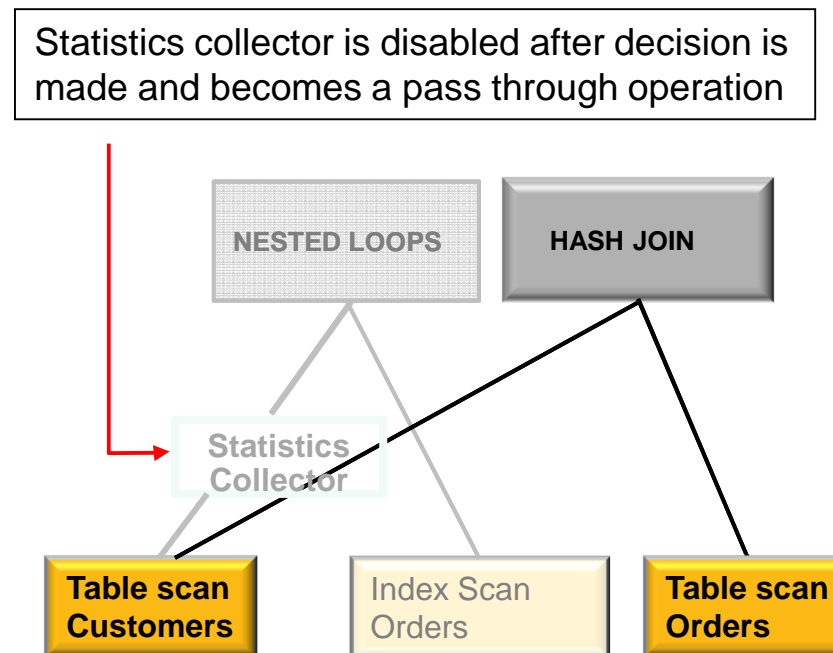 Statistics collector is disabled after decision is
made and becomes a pass through operation
NESTED LOOPS
HASH JOIN
Statistics
Collector
Table scan
Customers
Index Scan
Orders
Table scan
Orders